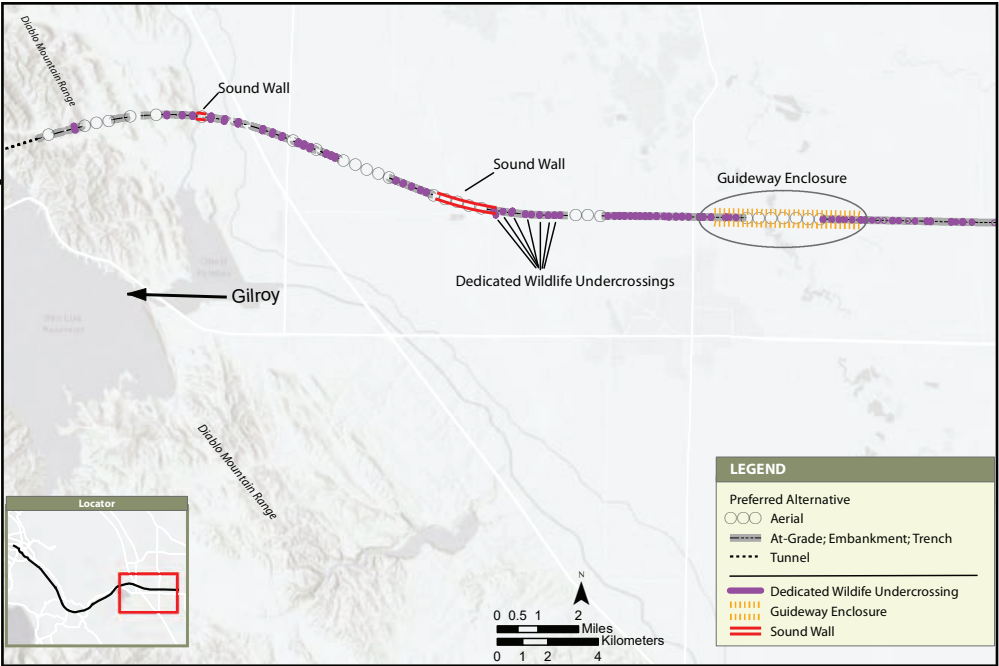 Diablo Mountain Range
Sound Wall
Sound Wall
Guideway Enclosure
Dedicated Wildlife Undercrossings
Gilroy
Diablo Mountain Range
LEGEND
Preferred Alternative
Aerial
At-Grade; Embankment; Trench
Tunnel
Dedicated Wildlife Undercrossing
Guideway Enclosure
Sound Wall
Locator
N
0 0.5 1 2
Miles
Kilometers
0 1 2 4